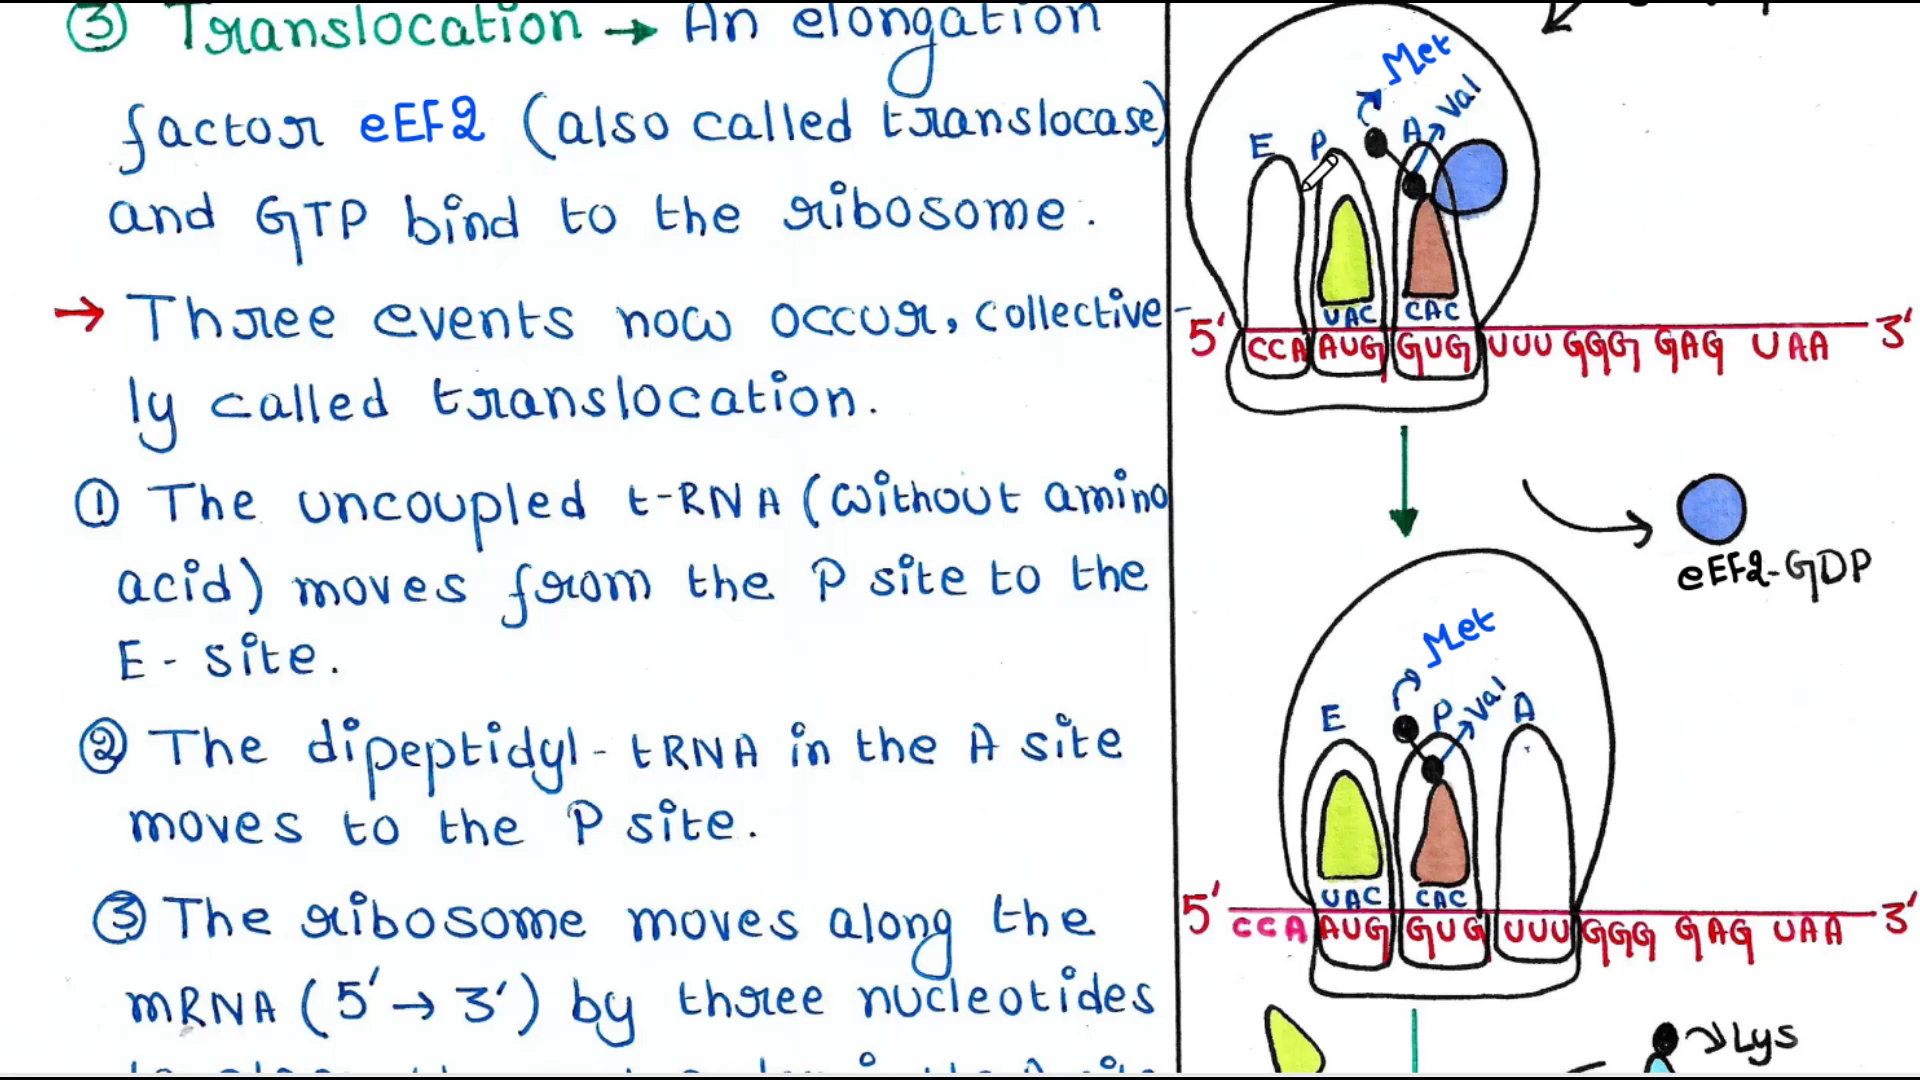 ③ Translocation → An elongation
factor eEF2 (also called translocase)
and GTP bind to the ribosome.
→ Three events now occur, collective-
ly called translocation.
① The uncoupled t-RNA (without amino
acid) moves from the P site to the
E - site.
② The dipeptidyl - tRNA in the A site
moves to the P site.
③ The ribosome moves along the
mRNA (5' → 3') by three nucleotides
Met
Val
E P A
UAC CAC
5' CCA AUG GUG UUU GGG GAG UAA 3'
eEF2-GDP
Met
Val
E P A
UAC CAC
5' CCA AUG GUG UUU GGG GAG UAA 3'
Lys